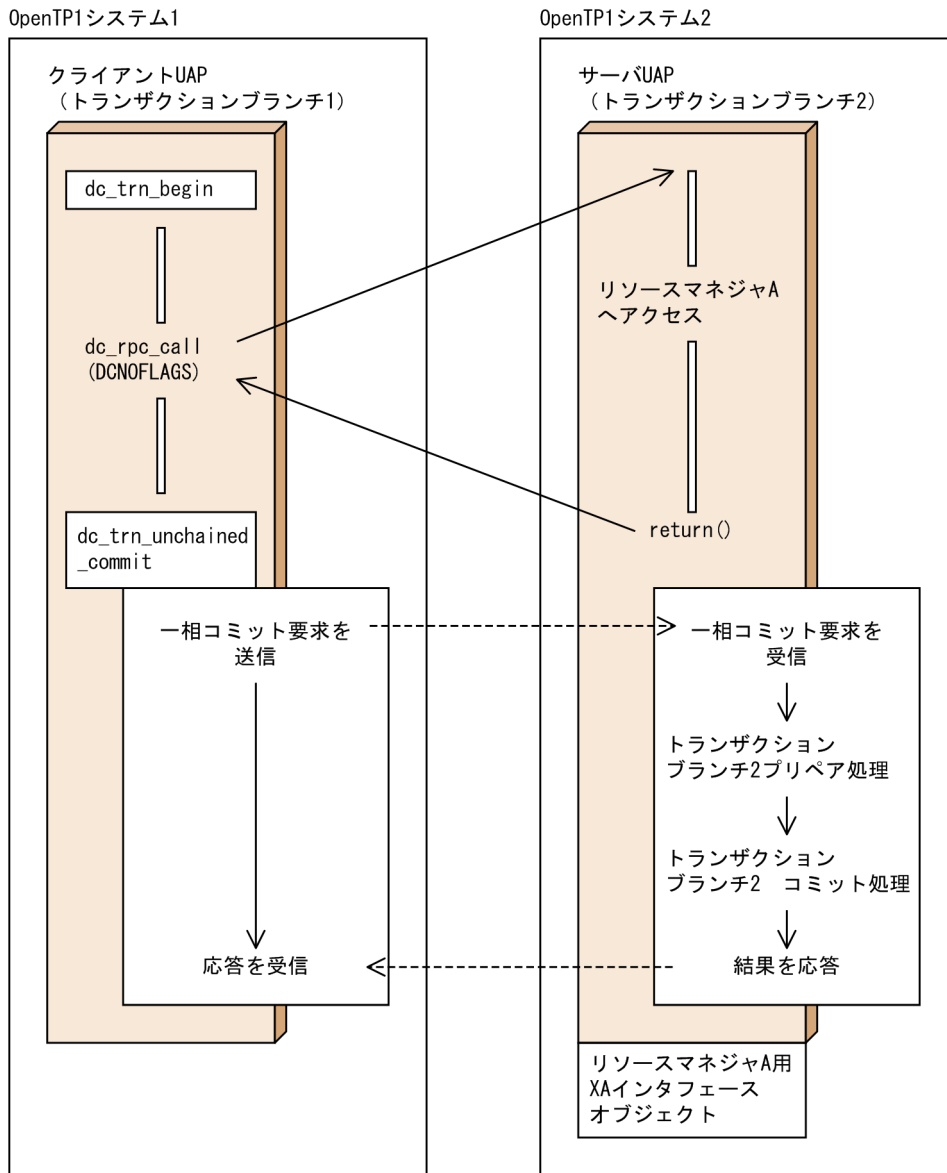 OpenTP1システム1
クライアントUAP
（トランザクションブランチ1）
dc_trn_begin
dc_rpc_call
(DCNOFLAGS)
dc_trn_unchained
_commit
一相コミット要求を
送信
応答を受信
OpenTP1システム2
サーバUAP
（トランザクションブランチ2）
リソースマネジャA
へアクセス
return()
一相コミット要求を
受信
トランザクション
ブランチ2プリペア処理
トランザクション
ブランチ2　コミット処理
結果を応答
リソースマネジャA用
XAインタフェース
オブジェクト